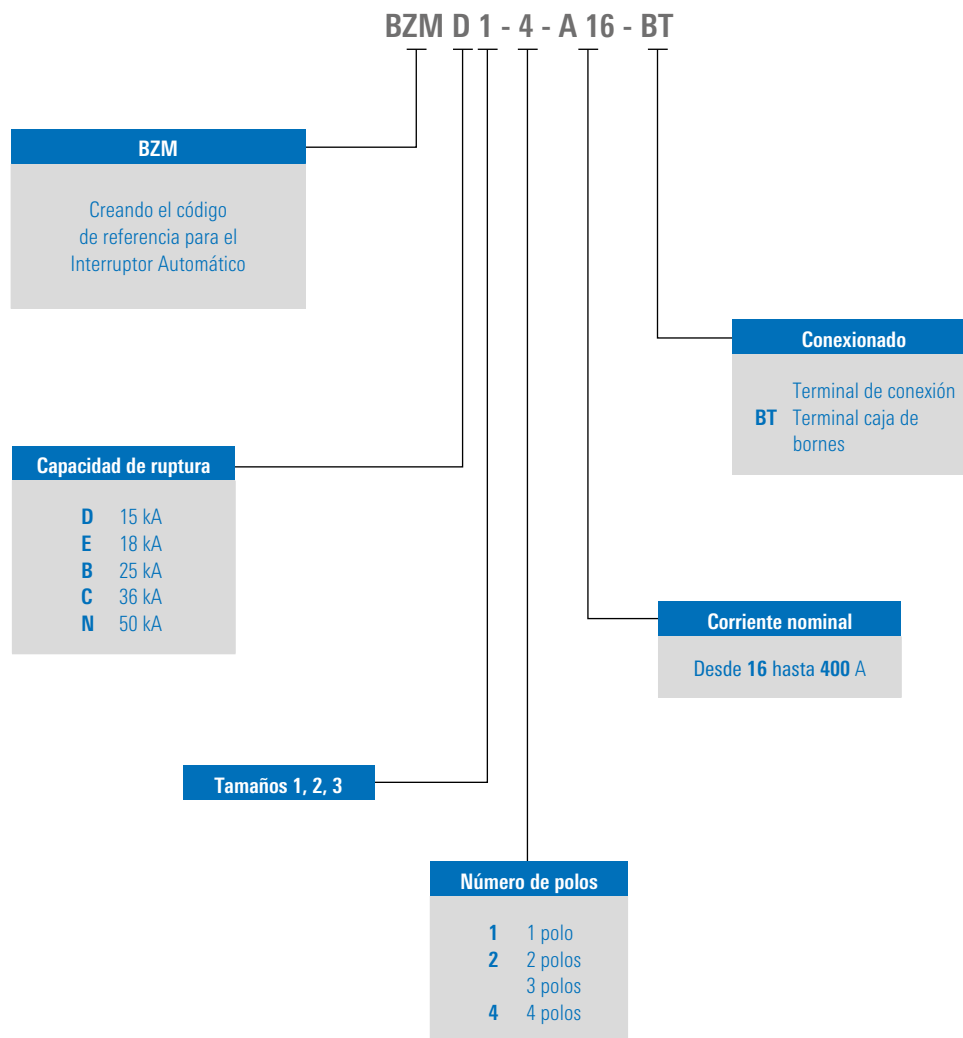 BZM D 1 - 4 - A 16 - BT
BZM
Creando el código
de referencia para el
Interruptor Automático
Conexionado
Terminal de conexión
BT Terminal caja de
bornes
Capacidad de ruptura
D 15 kA
E 18 kA
B 25 kA
C 36 kA
N 50 kA
Corriente nominal
Desde 16 hasta 400 A
Tamaños 1, 2, 3
Número de polos
1 1 polo
2 2 polos
3 polos
4 4 polos